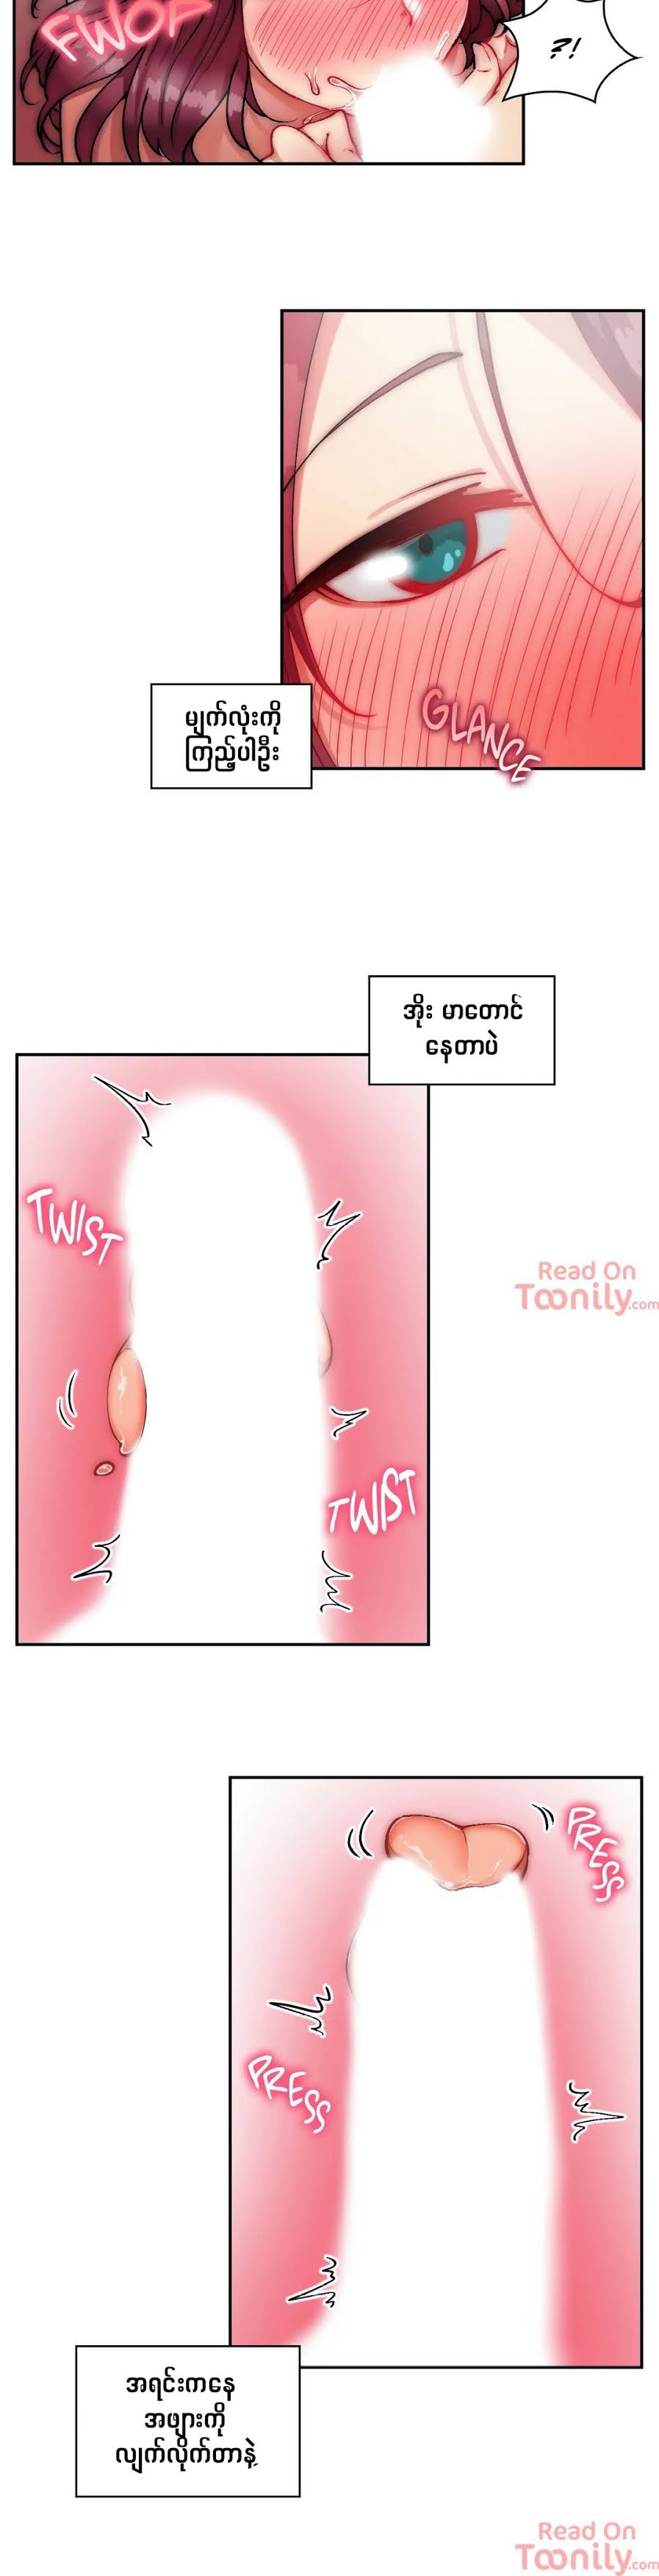 FWOP
?!
မျက်လုံးကို
ကြည့်ပါဦး
GLANCE
အိုး မာတောင်
နေတာပဲ
TWIST
Read On
Toonily.com
TWIST
PRESS
PRESS
အရင်းကနေ
အဖျားကို
လျက်လိုက်တာနဲ့
Read On
Toonily.com